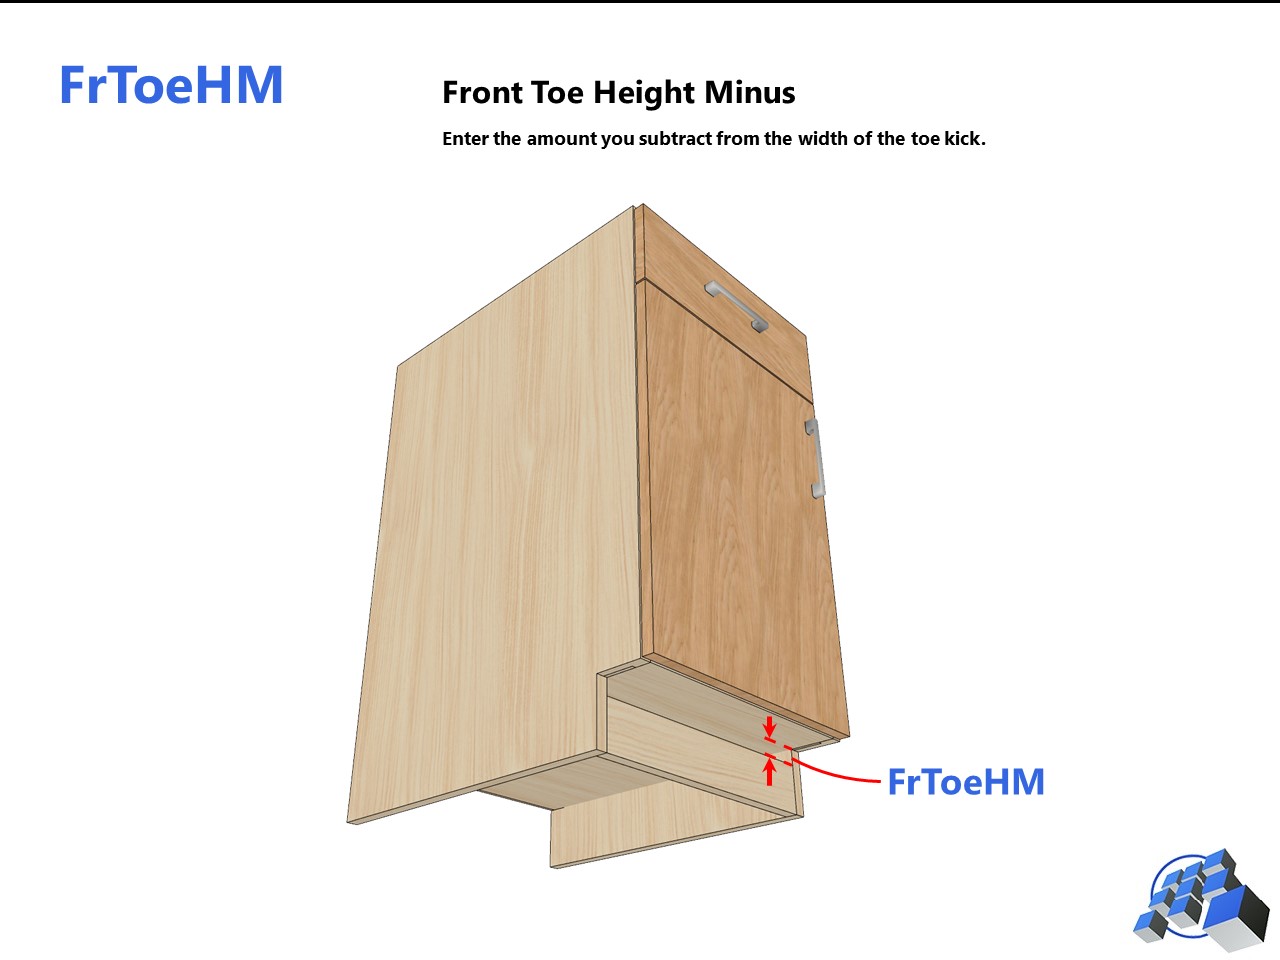 FrToeHM
Front Toe Height Minus
Enter the amount you subtract from the width of the toe kick.
FrToeHM